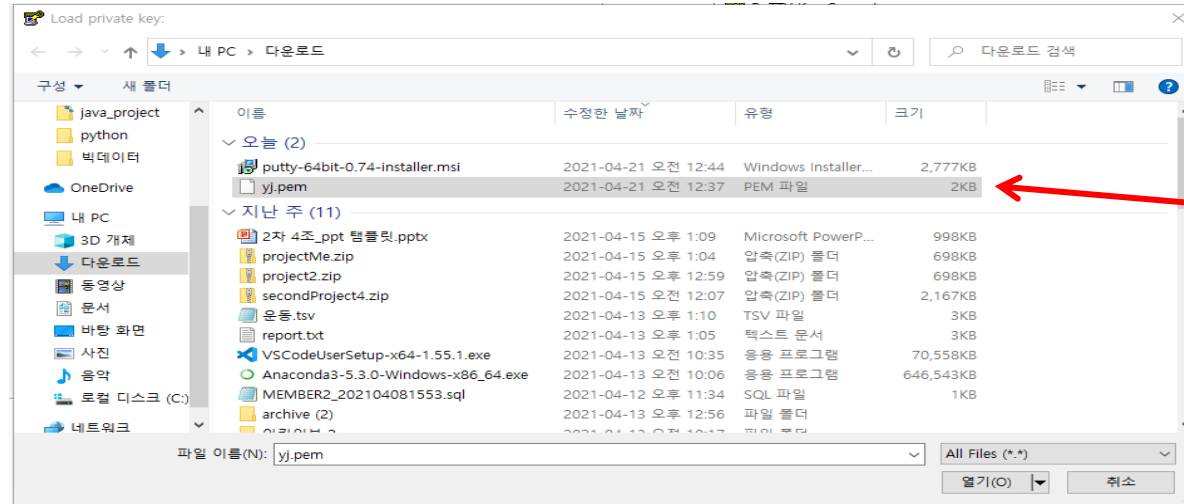 Load private key:
내 PC > 다운로드
다운로드 검색
구성 새 폴더
java_project
python
빅데이터
OneDrive
내 PC
3D 개체
다운로드
동영상
문서
바탕 화면
사진
음악
로컬 디스크 (C:)
네트워크
이름 수정한 날짜 유형 크기
오늘 (2)
putty-64bit-0.74-installer.msi 2021-04-21 오전 12:44 Windows Installer... 2,777KB
yj.pem 2021-04-21 오전 12:37 PEM 파일 2KB
지난 주 (11)
2차 4조_ppt 탬플릿.pptx 2021-04-15 오후 1:09 Microsoft PowerP... 998KB
projectMe.zip 2021-04-15 오후 1:04 압축(ZIP) 폴더 698KB
project2.zip 2021-04-15 오후 12:59 압축(ZIP) 폴더 698KB
secondProject4.zip 2021-04-15 오전 12:07 압축(ZIP) 폴더 2,167KB
운동.tsv 2021-04-13 오후 1:10 TSV 파일 3KB
report.txt 2021-04-13 오후 1:05 텍스트 문서 3KB
VSCodeUserSetup-x64-1.55.1.exe 2021-04-13 오전 10:35 응용 프로그램 70,558KB
Anaconda3-5.3.0-Windows-x86_64.exe 2021-04-13 오전 10:06 응용 프로그램 646,543KB
MEMBER2_202104081553.sql 2021-04-12 오후 11:34 SQL 파일 1KB
archive (2) 2021-04-13 오후 12:56 파일 폴더
파일 이름(N): yj.pem All Files (*.*)
열기(O) 취소